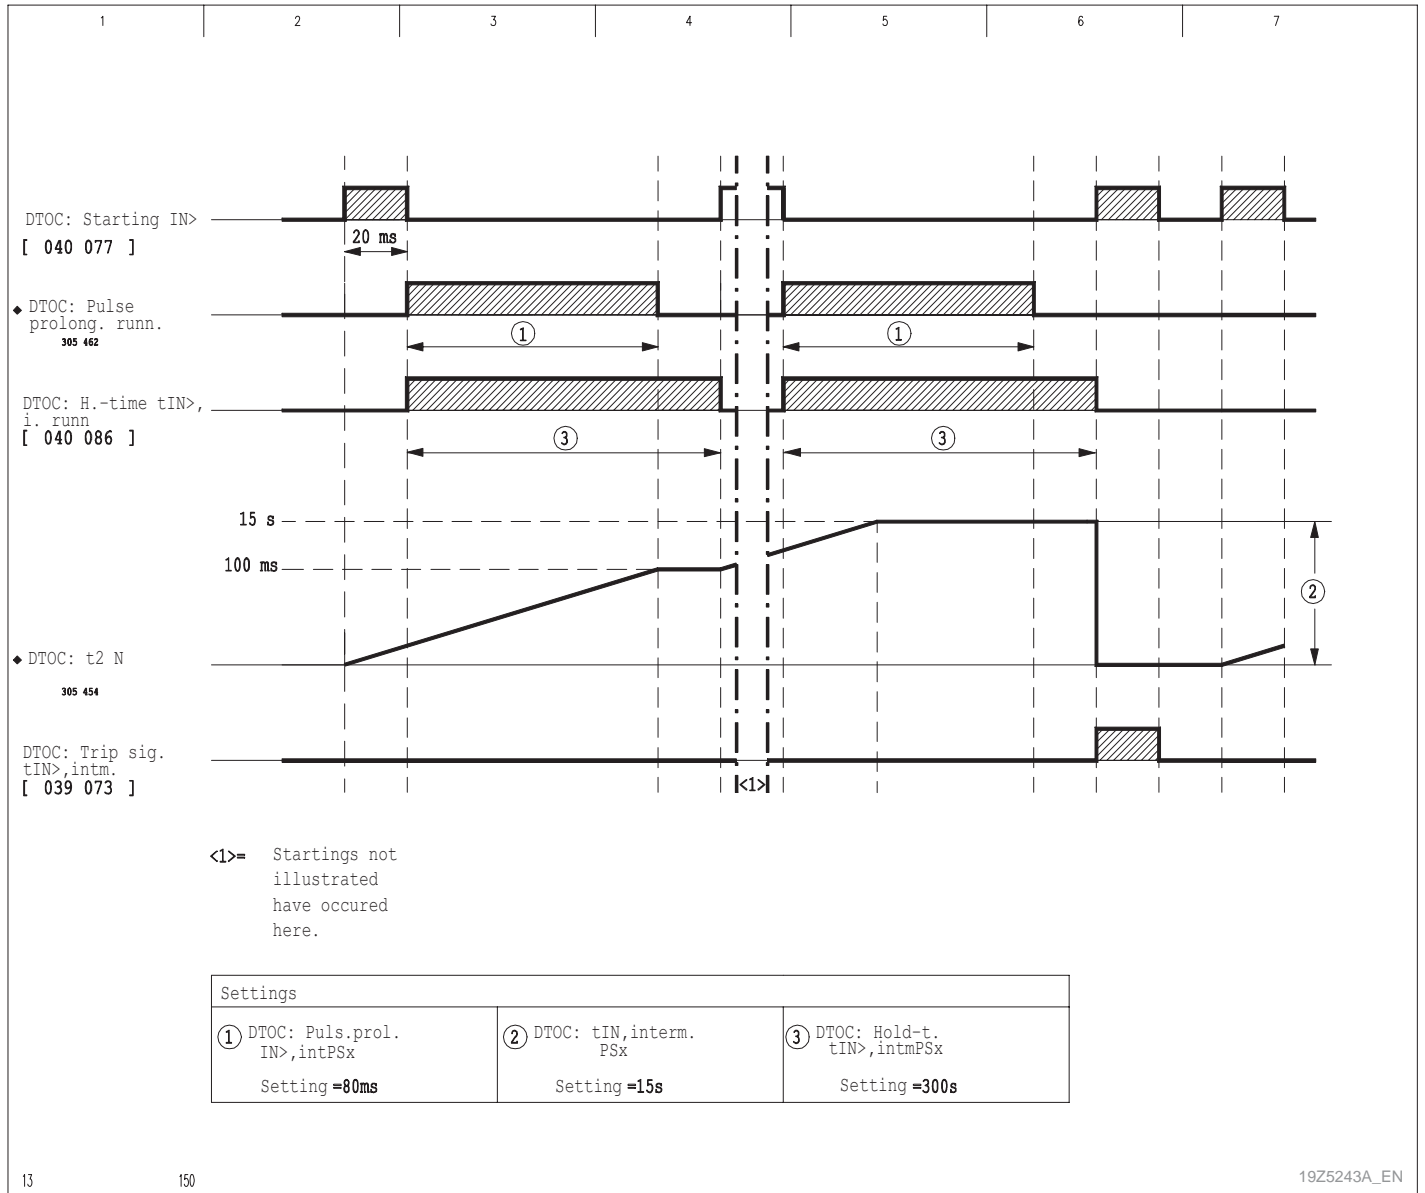 1 2 3 4 5 6 7
DTOC: Starting IN>
[ 040 077 ]
20 ms
◆ DTOC: Pulse
prolong. runn.
305 462
1 1
DTOC: H.-time tIN>,
i. runn
[ 040 086 ]
3 3
15 s
100 ms
2
◆ DTOC: t2 N
305 454
DTOC: Trip sig.
tIN>,intm.
[ 039 073 ]
<1>
<1>= Startings not
illustrated
have occured
here.
Settings
1 DTOC: Puls.prol.
IN>,intPSx
Setting =80ms
2 DTOC: tIN,interm.
PSx
Setting =15s
3 DTOC: Hold-t.
tIN>,intmPSx
Setting =300s
13 150
19Z5243A_EN